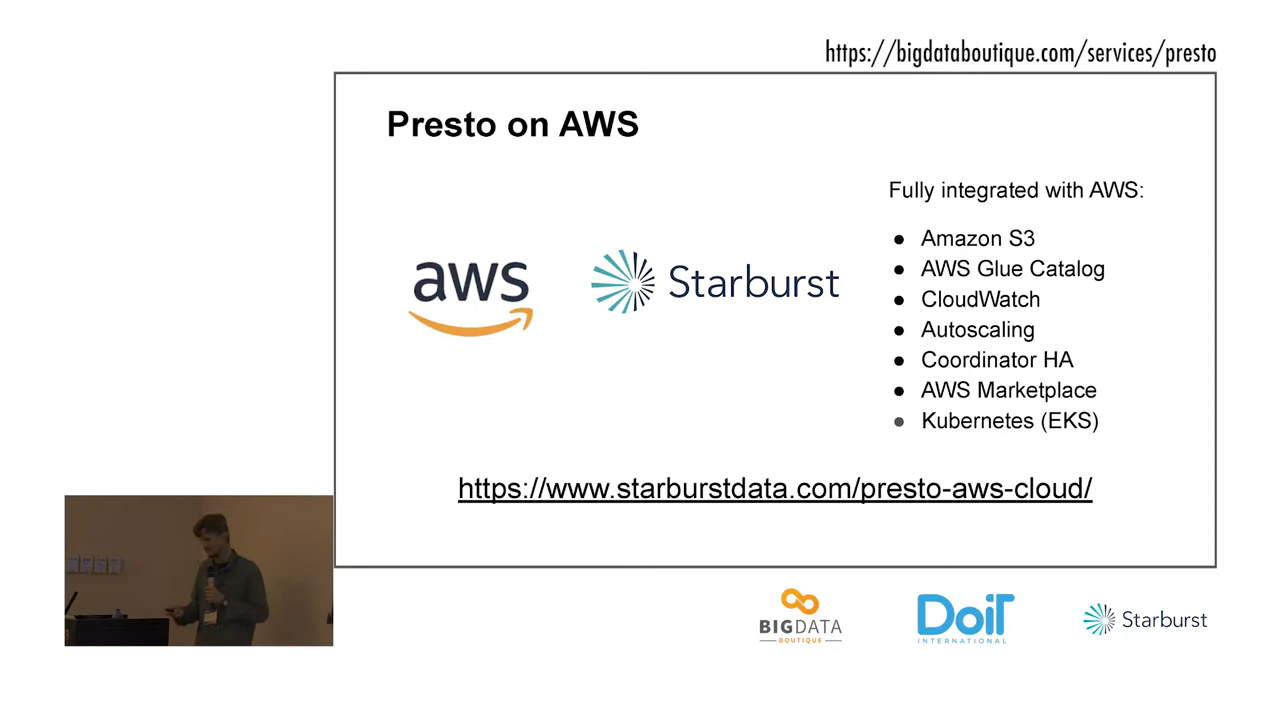 https://bigdataboutique.com/services/presto
Presto on AWS
Fully integrated with AWS:
● Amazon S3
● AWS Glue Catalog
● CloudWatch
● Autoscaling
● Coordinator HA
● AWS Marketplace
● Kubernetes (EKS)
aws
Starburst
https://www.starburstdata.com/presto-aws-cloud/
BIGDATA
BOUTIQUE
DoiT
INTERNATIONAL
Starburst